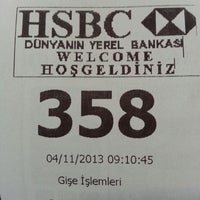 HSBC
DÜNYANIN YEREL BANKASI
WELCOME
HOŞGELDİNİZ
358
04/11/2013 09:10:45
Gişe İşlemleri